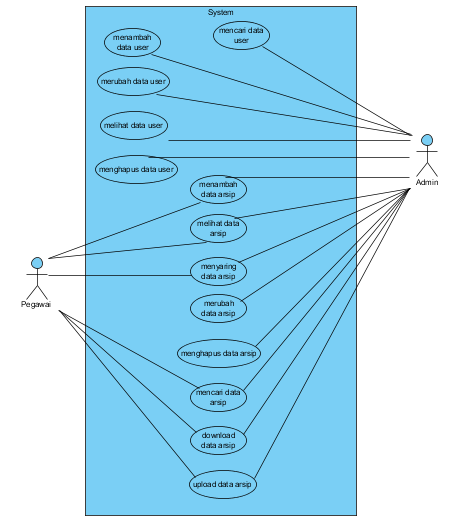 System
menambah
data user
mencari data
user
merubah data user
melihat data user
menghapus data user
Admin
menambah
data arsip
melihat data
arsip
menyaring
data arsip
Pegawai
merubah
data arsip
menghapus data arsip
mencari data
arsip
download
data arsip
upload data arsip